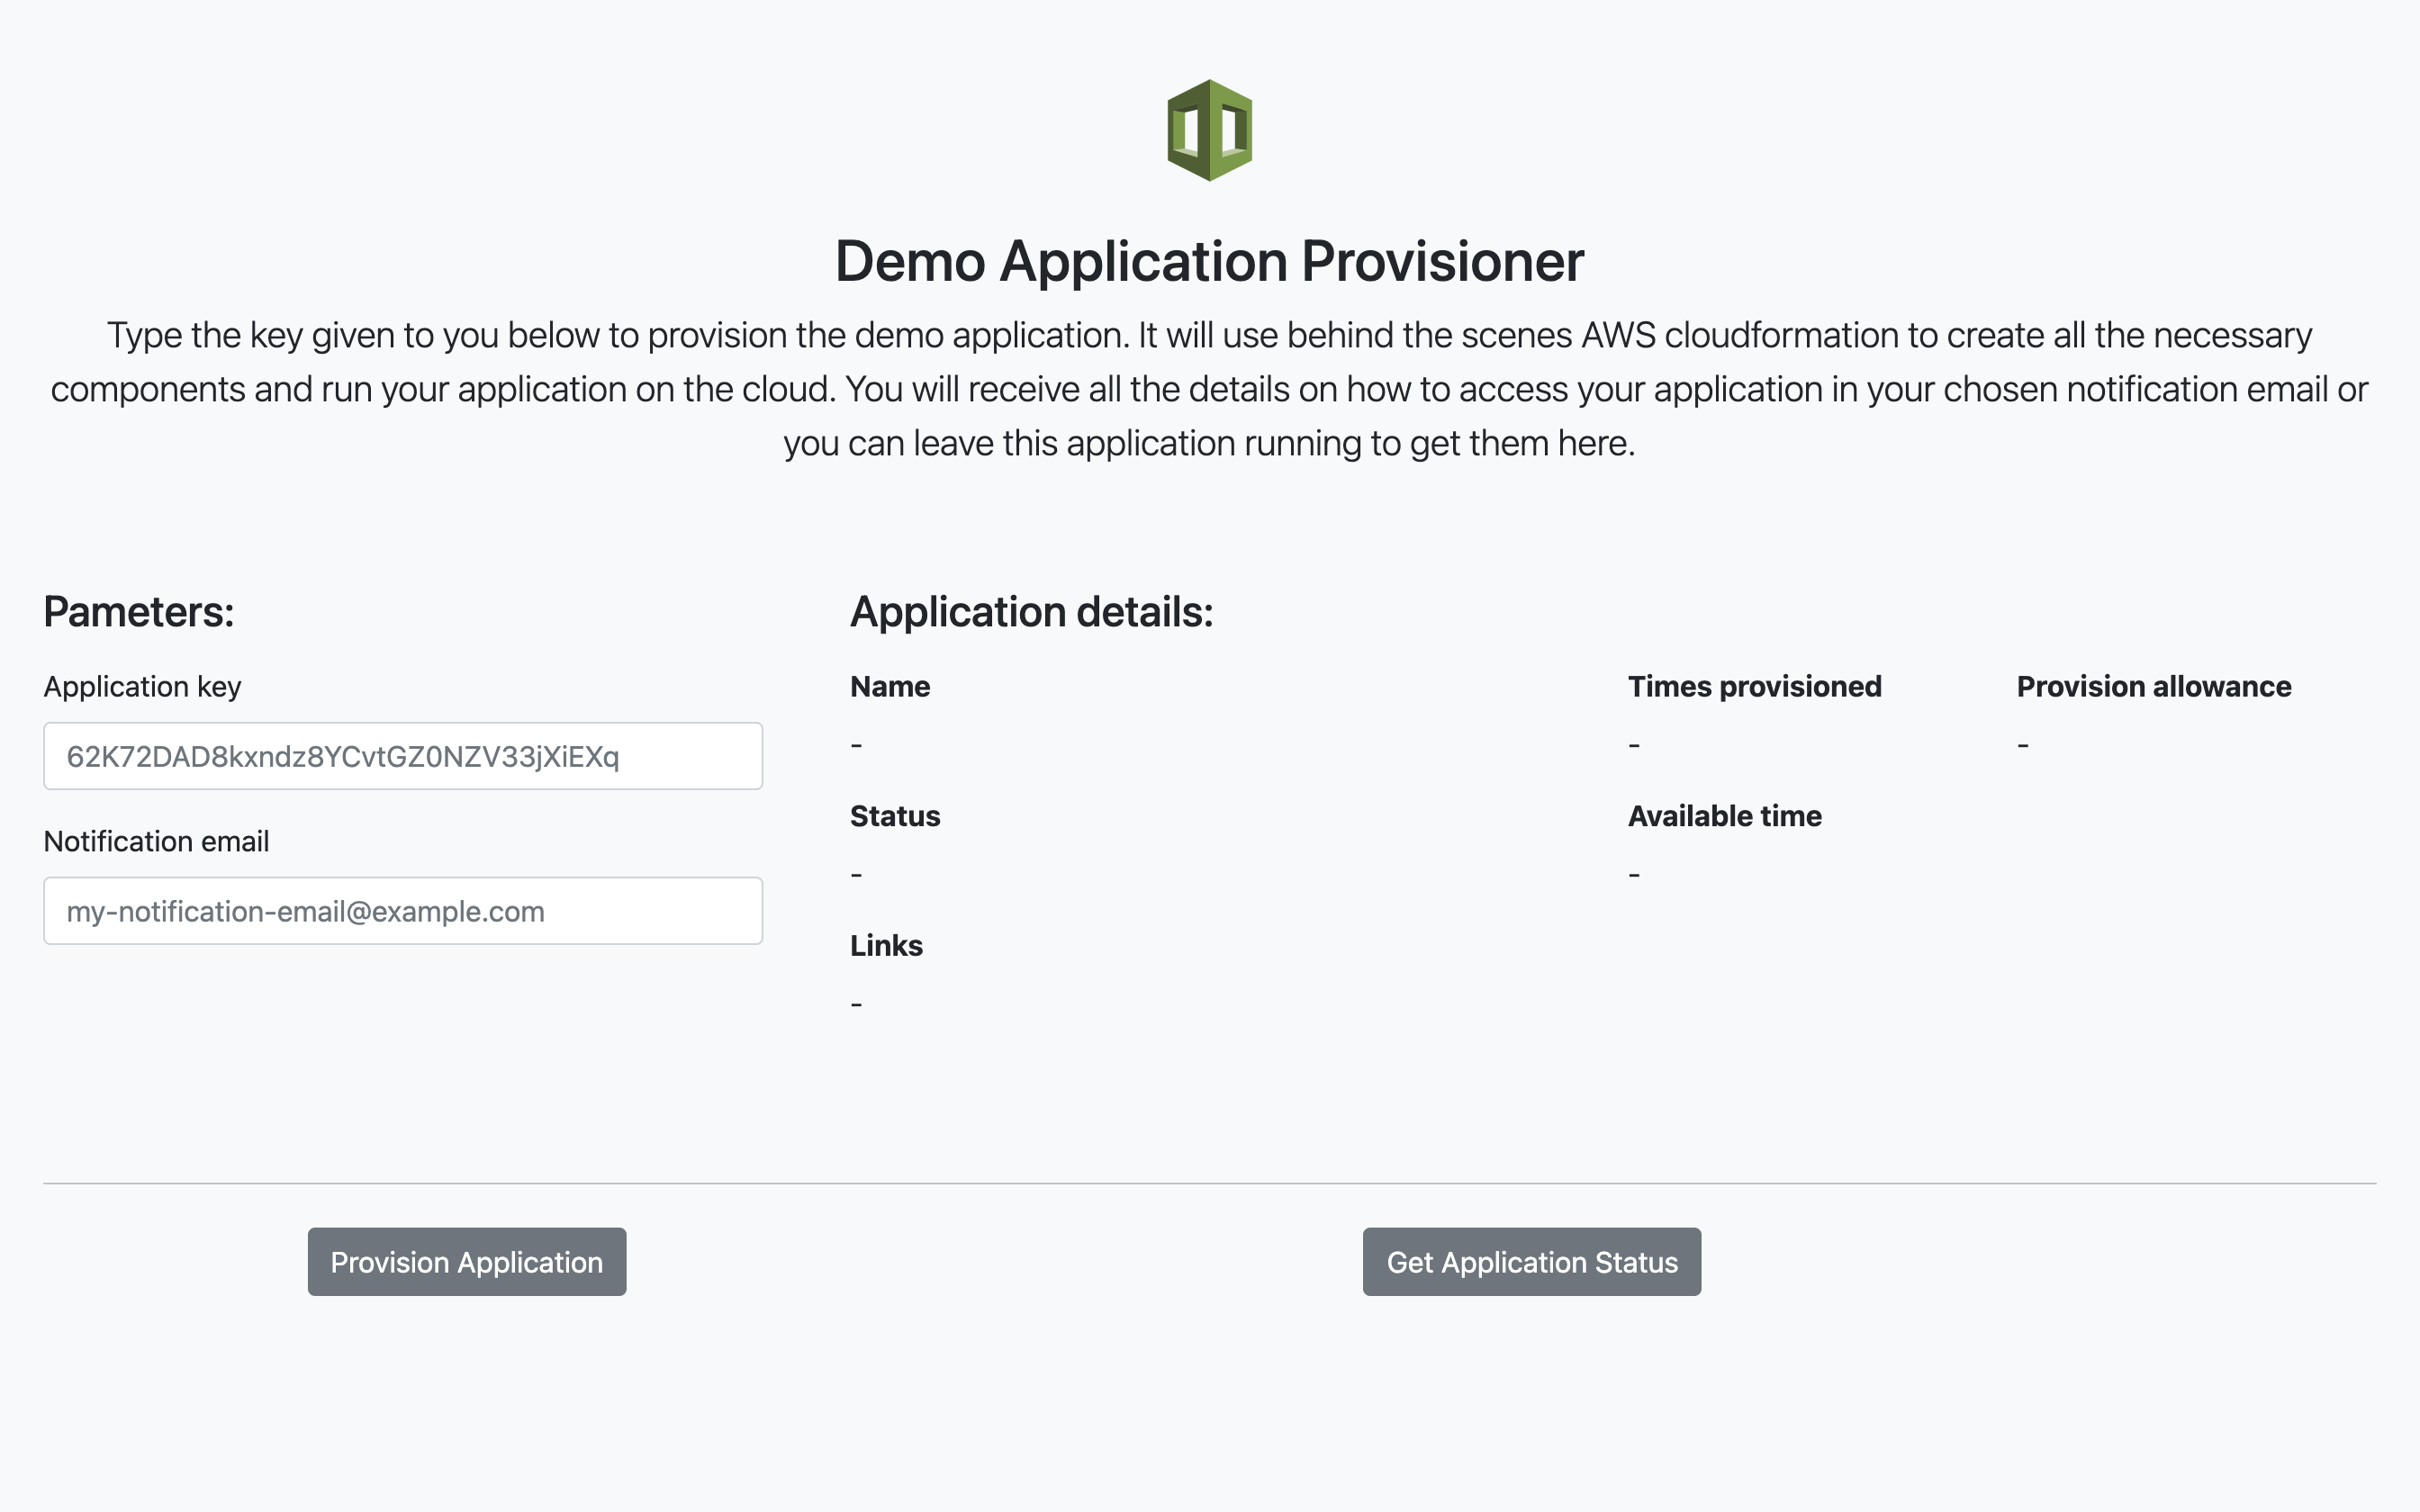 Demo Application Provisioner
Type the key given to you below to provision the demo application. It will use behind the scenes AWS cloudformation to create all the necessary
components and run your application on the cloud. You will receive all the details on how to access your application in your chosen notification email or
you can leave this application running to get them here.
Pameters:
Application key
62K72DAD8kxndz8YCvtGZ0NZV33jXiEXq
Notification email
my-notification-email@example.com
Application details:
Name
-
Times provisioned
-
Provision allowance
-
Status
-
Available time
-
Links
-
Provision Application
Get Application Status